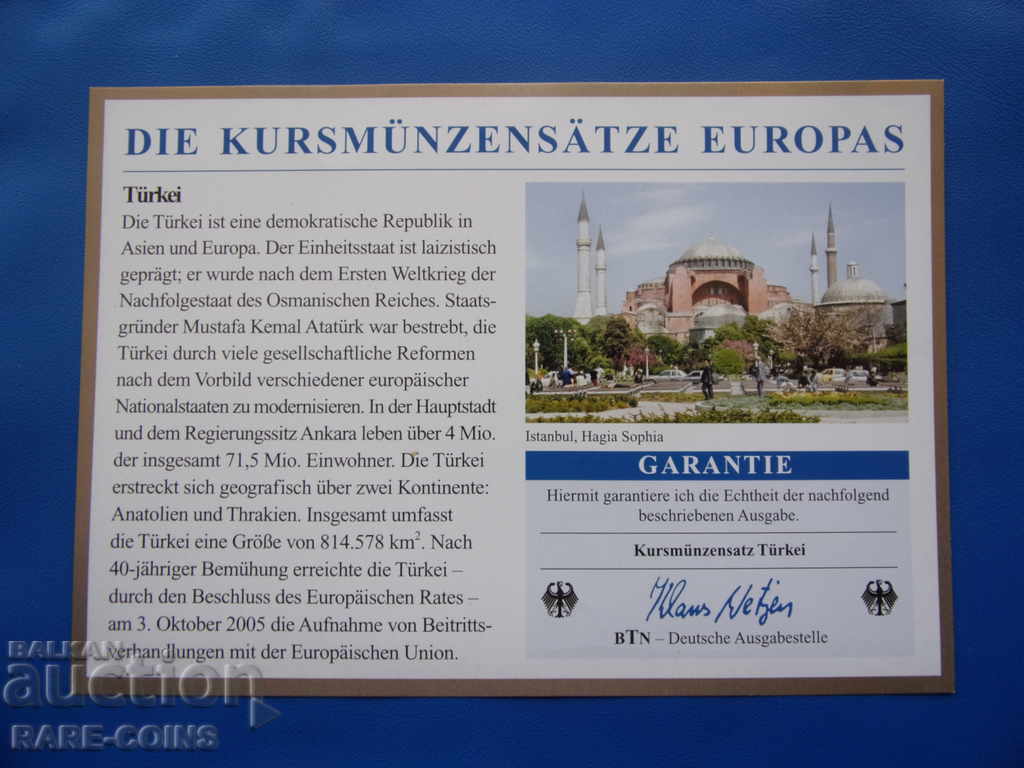 DIE KURSMÜNZENSÄTZE EUROPAS
Türkei
Die Türkei ist eine demokratische Republik in
Asien und Europa. Der Einheitsstaat ist laizistisch
geprägt; er wurde nach dem Ersten Weltkrieg der
Nachfolgestaat des Osmanischen Reiches. Staats-
gründer Mustafa Kemal Atatürk war bestrebt, die
Türkei durch viele gesellschaftliche Reformen
nach dem Vorbild verschiedener europäischer
Nationalstaaten zu modernisieren. In der Hauptstadt
und dem Regierungssitz Ankara leben über 4 Mio.
der insgesamt 71,5 Mio. Einwohner. Die Türkei
erstreckt sich geografisch über zwei Kontinente:
Anatolien und Thrakien. Insgesamt umfasst
die Türkei eine Größe von 814.578 km². Nach
40-jähriger Bemühung erreichte die Türkei –
durch den Beschluss des Europäischen Rates –
am 3. Oktober 2005 die Aufnahme von Beitritts-
verhandlungen mit der Europäischen Union.
Istanbul, Hagia Sophia
GARANTIE
Hiermit garantiere ich die Echtheit der nachfolgend
beschriebenen Ausgabe.
Kursmünzensatz Türkei
Klaus Netzen
BTN – Deutsche Ausgabestelle
BALKAN
auction
RARE-COINS